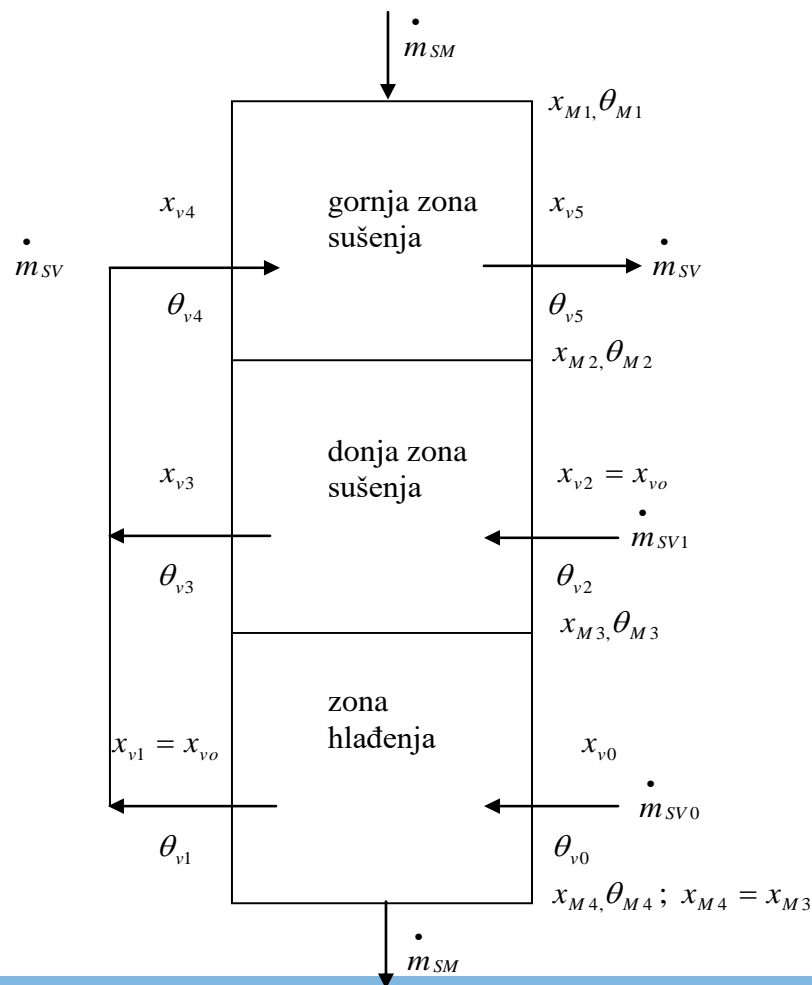 ṁ_SM
x_M1, θ_M1
x_v4 gornja zona x_v5
sušenja
ṁ_SV ṁ_SV
θ_v4 θ_v5
x_M2, θ_M2
x_v3 donja zona x_v2 = x_vo
sušenja
ṁ_SV1
θ_v3 θ_v2
x_M3, θ_M3
zona
x_v1 = x_vo hlađenja x_v0
ṁ_SV0
θ_v1 θ_v0
x_M4, θ_M4 ; x_M4 = x_M3
ṁ_SM